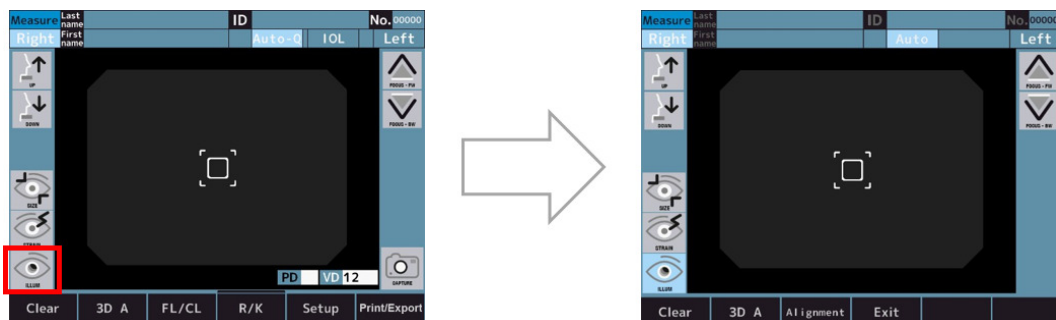 Measure Last name ID No. 00000
Right First name Auto-Q IOL Left
UP FOCUS - FW
DOWN FOCUS - BW
SIZE
STRAIN
ILLUM CAPTURE
PD VD 12
Clear 3D A FL/CL R/K Setup Print/Export
Measure Last name ID No. 00000
Right First name Auto Left
UP FOCUS - FW
DOWN FOCUS - BW
SIZE
STRAIN
ILLUM
Clear 3D A Alignment Exit